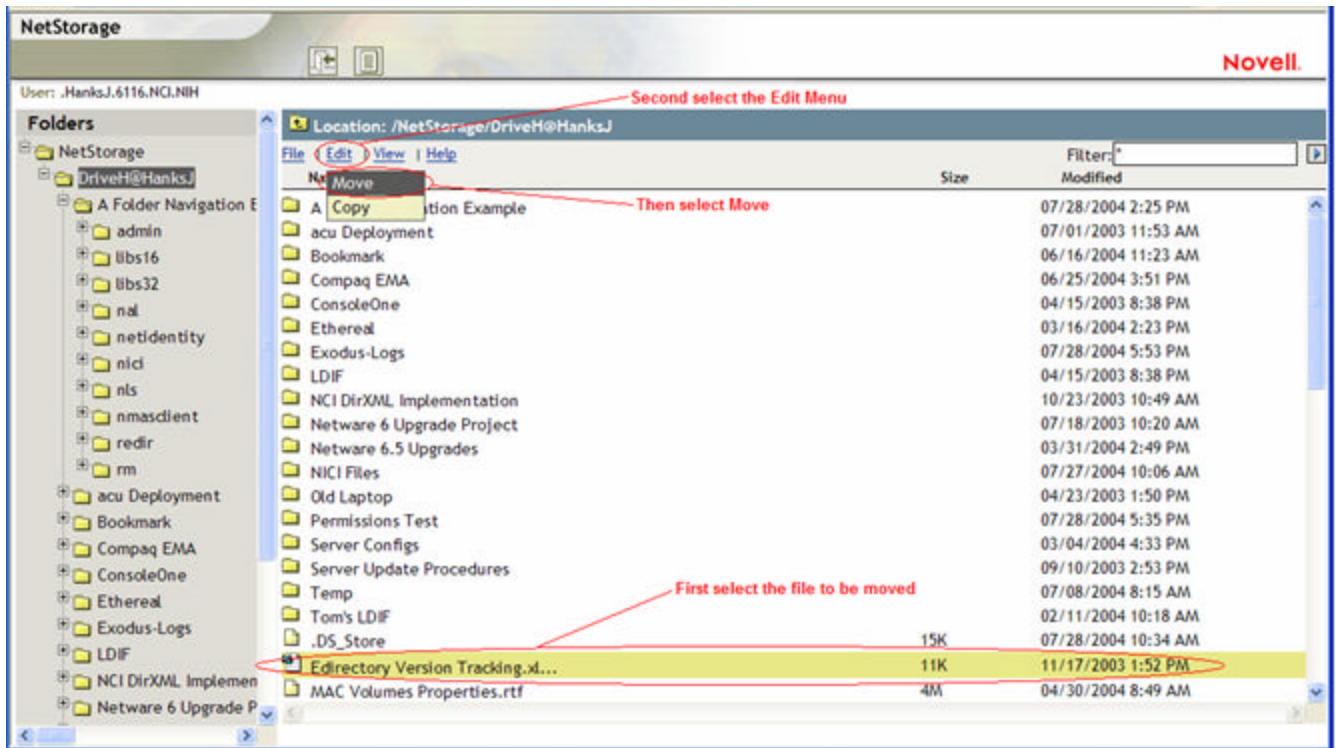 NetStorage
Novell.
User: .HanksJ.6116.NCI.NIH
Second select the Edit Menu
Folders
NetStorage
DriveH@HanksJ
A Folder Navigation E
admin
libs16
libs32
nal
netidentity
nici
nls
nmasclient
redir
rm
acu Deployment
Bookmark
Compaq EMA
ConsoleOne
Ethereal
Exodus-Logs
LDIF
NCI DirXML Implemen
Netware 6 Upgrade P
Location: /NetStorage/DriveH@HanksJ
File | Edit | View | Help
Filter: *
Na Size Modified
Move
Copy
Then select Move
A tion Example 07/28/2004 2:25 PM
acu Deployment 07/01/2003 11:53 AM
Bookmark 06/16/2004 11:23 AM
Compaq EMA 06/25/2004 3:51 PM
ConsoleOne 04/15/2003 8:38 PM
Ethereal 03/16/2004 2:23 PM
Exodus-Logs 07/28/2004 5:53 PM
LDIF 04/15/2003 8:38 PM
NCI DirXML Implementation 10/23/2003 10:49 AM
Netware 6 Upgrade Project 07/18/2003 10:20 AM
Netware 6.5 Upgrades 03/31/2004 2:49 PM
NICI Files 07/27/2004 10:06 AM
Old Laptop 04/23/2003 1:50 PM
Permissions Test 07/28/2004 5:35 PM
Server Configs 03/04/2004 4:33 PM
Server Update Procedures 09/10/2003 2:53 PM
First select the file to be moved
Temp 07/08/2004 8:15 AM
Tom's LDIF 02/11/2004 10:18 AM
.DS_Store 15K 07/28/2004 10:34 AM
Edirectory Version Tracking.xl... 11K 11/17/2003 1:52 PM
MAC Volumes Properties.rtf 4M 04/30/2004 8:49 AM